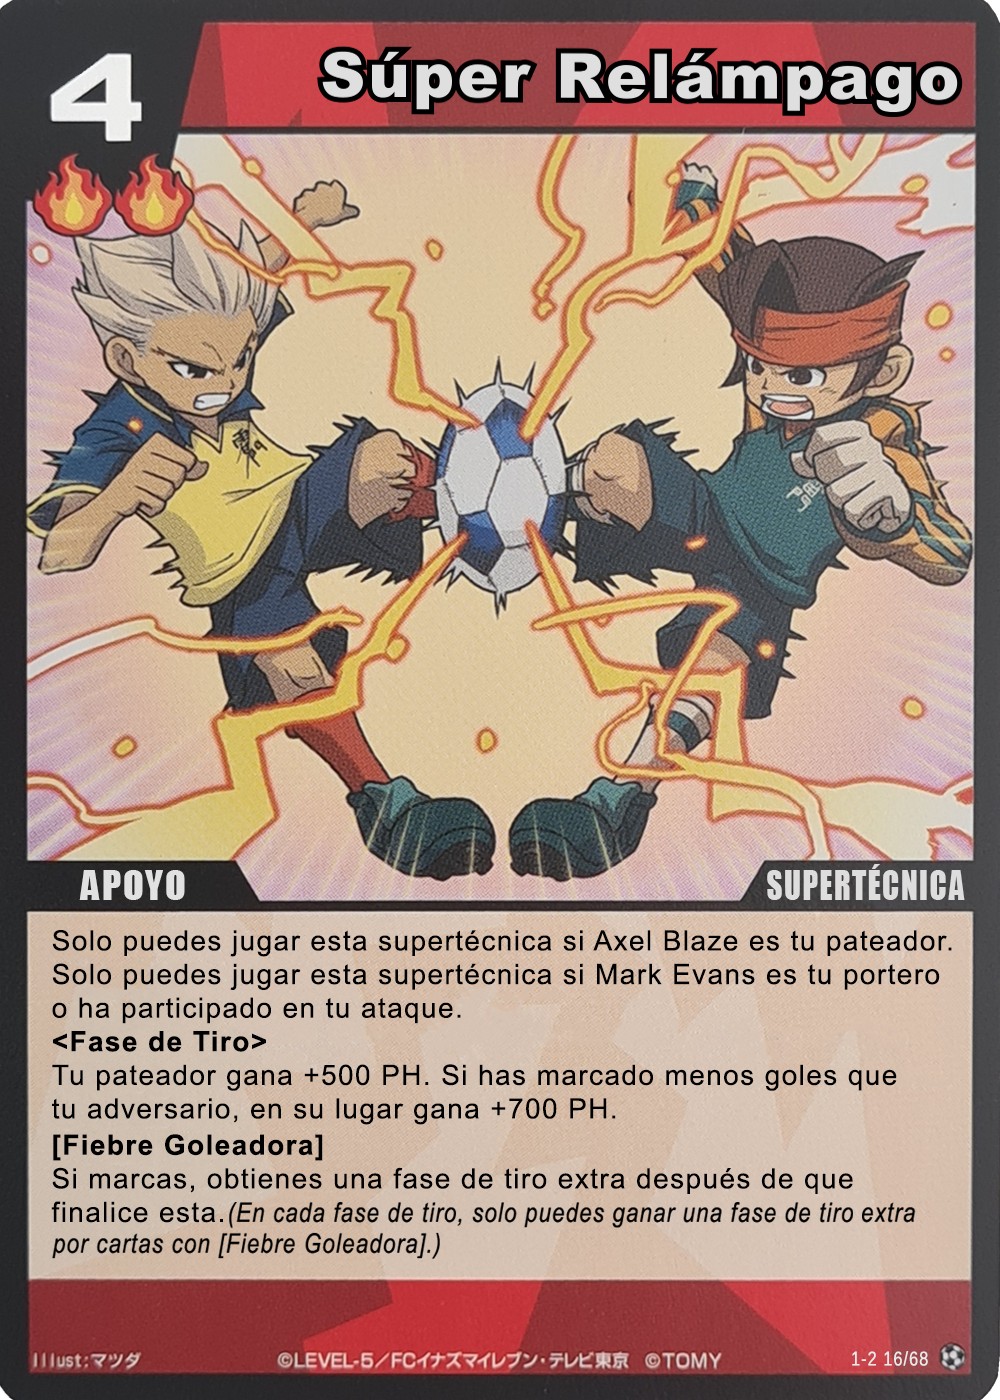 4
Súper Relámpago
APOYO
SUPERTÉCNICA
Solo puedes jugar esta supertécnica si Axel Blaze es tu pateador.
Solo puedes jugar esta supertécnica si Mark Evans es tu portero
o ha participado en tu ataque.
<Fase de Tiro>
Tu pateador gana +500 PH. Si has marcado menos goles que
tu adversario, en su lugar gana +700 PH.
[Fiebre Goleadora]
Si marcas, obtienes una fase de tiro extra después de que
finalice esta.(En cada fase de tiro, solo puedes ganar una fase de tiro extra
por cartas con [Fiebre Goleadora].)
Illust:マツダ
©LEVEL-5／FCイナズマイレブン・テレビ東京 ©TOMY
1-2 16/68